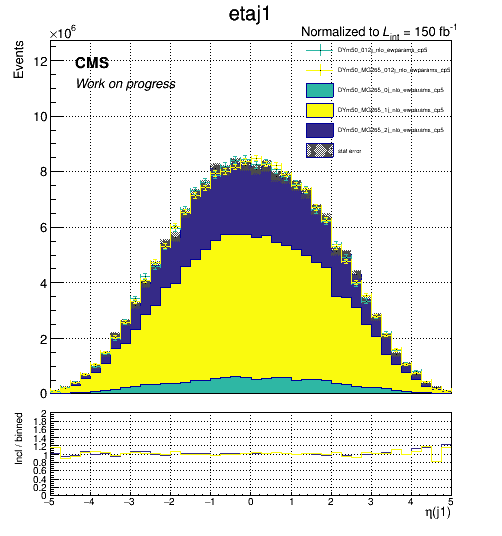 etaj1
Normalized to L_int = 150 fb⁻¹
×10⁶
Events
CMS
Work on progress
DYm50_012j_nlo_ewparams_cp5
DYm50_MG265_012j_nlo_ewparams_cp5
DYm50_MG265_0j_nlo_ewparams_cp5
DYm50_MG265_1j_nlo_ewparams_cp5
DYm50_MG265_2j_nlo_ewparams_cp5
stat error
12
10
8
6
4
2
0
Incl / binned
2
1.8
1.6
1.4
1.2
1
0.8
0.6
0.4
0.2
0
−5 −4 −3 −2 −1 0 1 2 3 4 5
η(j1)